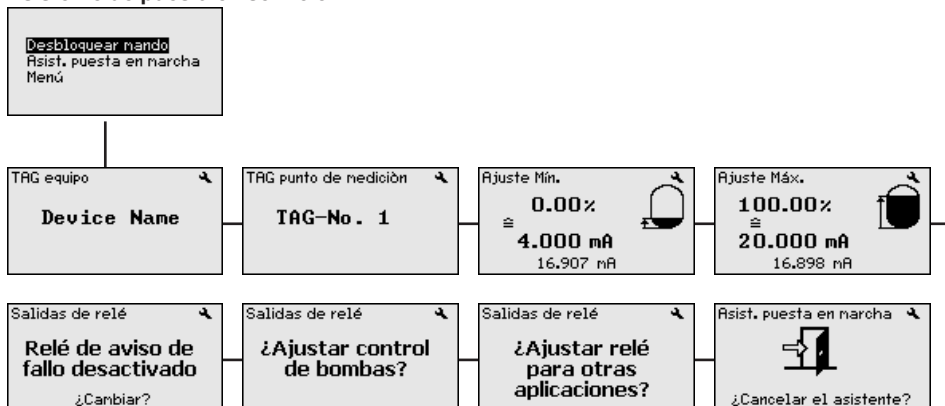 Desbloquear mando
Asist. puesta en marcha
Menú
TAG equipo
Device Name
TAG punto de medición
TAG-No. 1
Ajuste Mín.
0.00%
≙
4.000 mA
16.907 mA
Ajuste Máx.
100.00%
≙
20.000 mA
16.898 mA
Salidas de relé
Relé de aviso de
fallo desactivado
¿Cambiar?
Salidas de relé
¿Ajustar control
de bombas?
Salidas de relé
¿Ajustar relé
para otras
aplicaciones?
Asist. puesta en marcha
¿Cancelar el asistente?